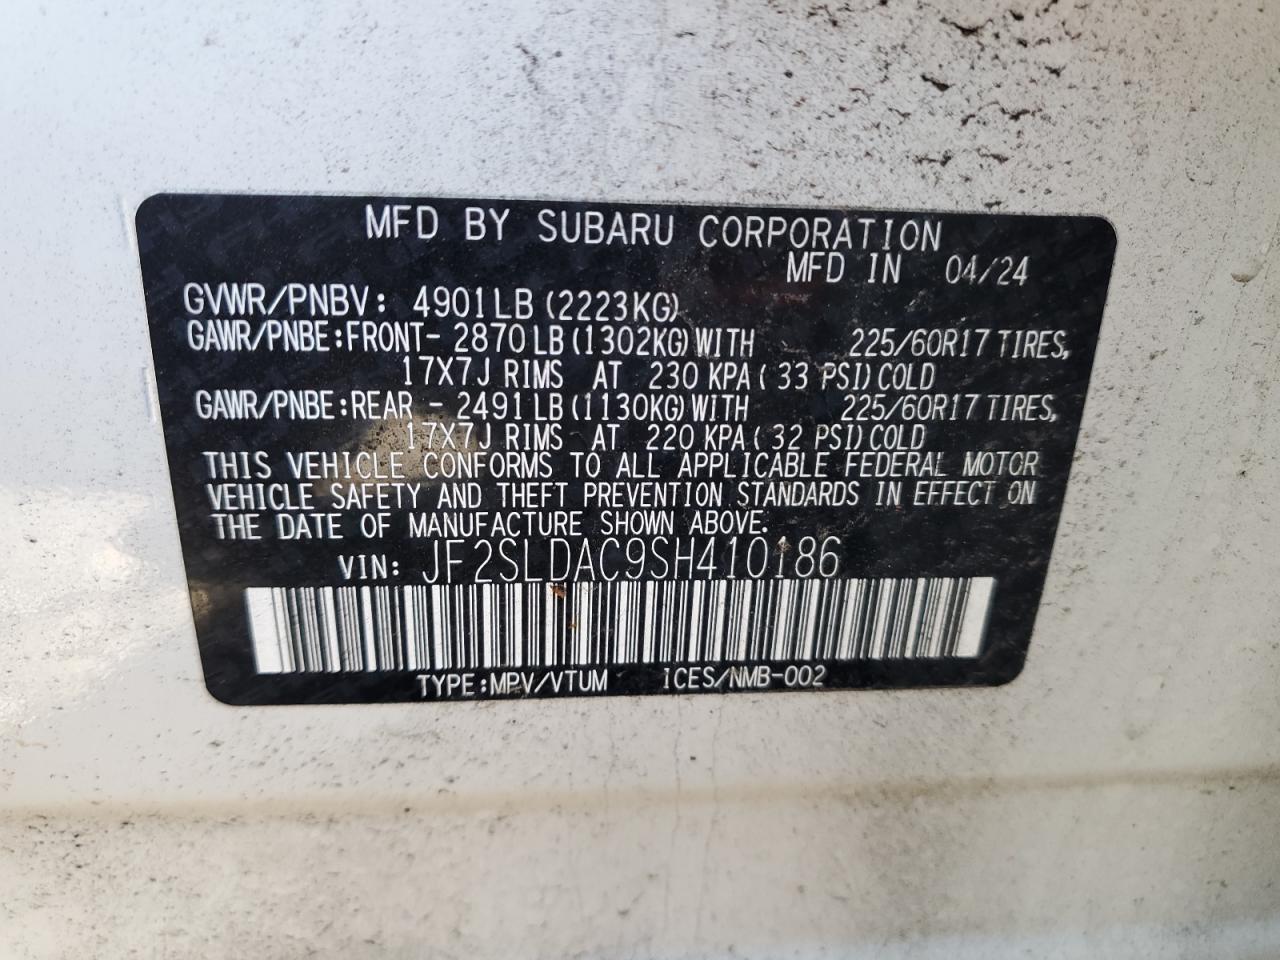 MFD BY SUBARU CORPORATION
MFD IN 04/24
GVWR/PNBV: 4901LB (2223KG)
GAWR/PNBE:FRONT- 2870 LB (1302KG) WITH 225/60R17 TIRES,
17X7J RIMS AT 230 KPA ( 33 PSI) COLD
GAWR/PNBE:REAR - 2491LB (1130KG) WITH 225/60R17 TIRES,
17X7J RIMS AT 220 KPA ( 32 PSI) COLD
THIS VEHICLE CONFORMS TO ALL APPLICABLE FEDERAL MOTOR
VEHICLE SAFETY AND THEFT PREVENTION STANDARDS IN EFFECT ON
THE DATE OF MANUFACTURE SHOWN ABOVE.
VIN: JF2SLDAC9SH410186
TYPE:MPV/VTUM ICES/NMB-002